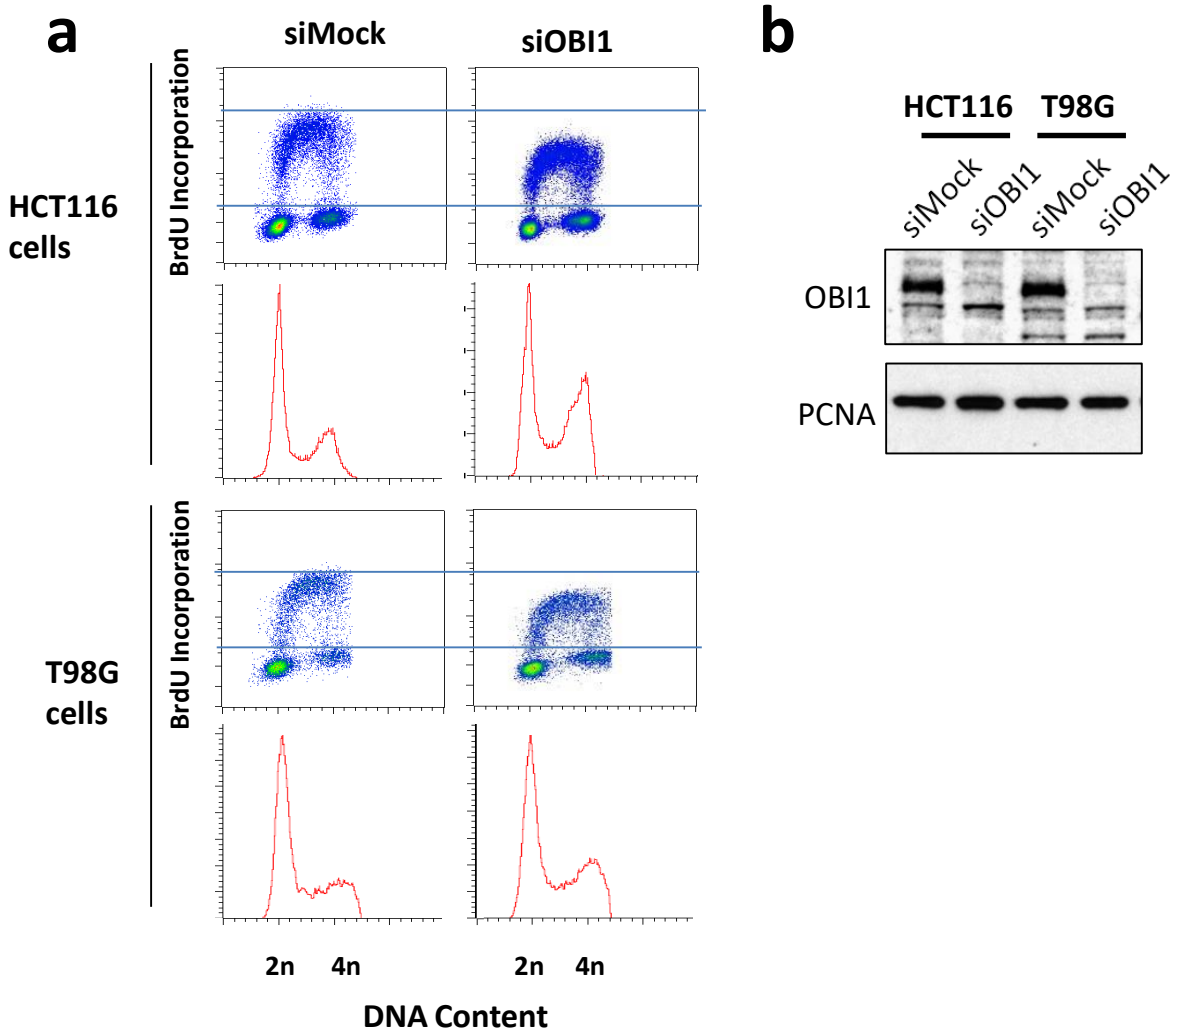 a
siMock
siOBI1
HCT116
cells
BrdU Incorporation
T98G
cells
BrdU Incorporation
2n
4n
2n
4n
DNA Content
b
HCT116
T98G
siMock
siOBI1
siMock
siOBI1
OBI1
PCNA